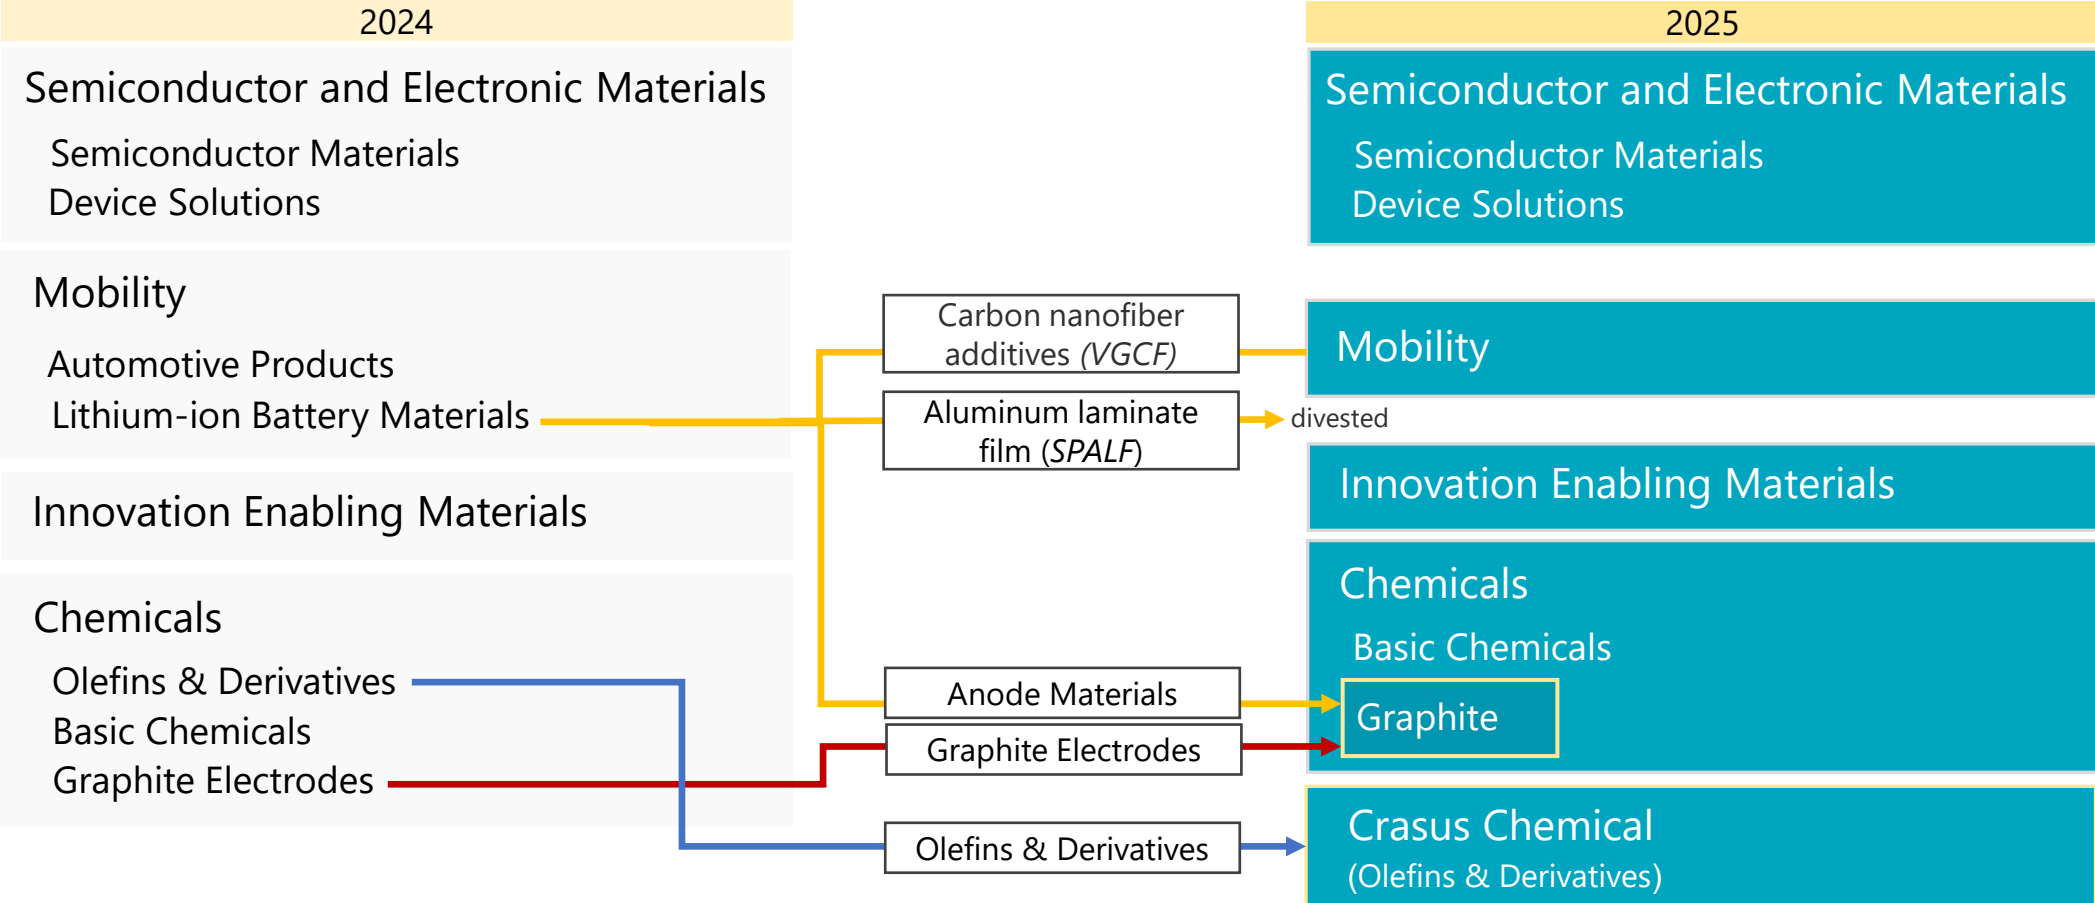 2024
Semiconductor and Electronic Materials
Semiconductor Materials
Device Solutions
Mobility
Automotive Products
Lithium-ion Battery Materials
Innovation Enabling Materials
Chemicals
Olefins & Derivatives
Basic Chemicals
Graphite Electrodes
Carbon nanofiber
additives (VGCF)
Aluminum laminate
film (SPALF)
divested
Anode Materials
Graphite Electrodes
Olefins & Derivatives
2025
Semiconductor and Electronic Materials
Semiconductor Materials
Device Solutions
Mobility
Innovation Enabling Materials
Chemicals
Basic Chemicals
Graphite
Crasus Chemical
(Olefins & Derivatives)